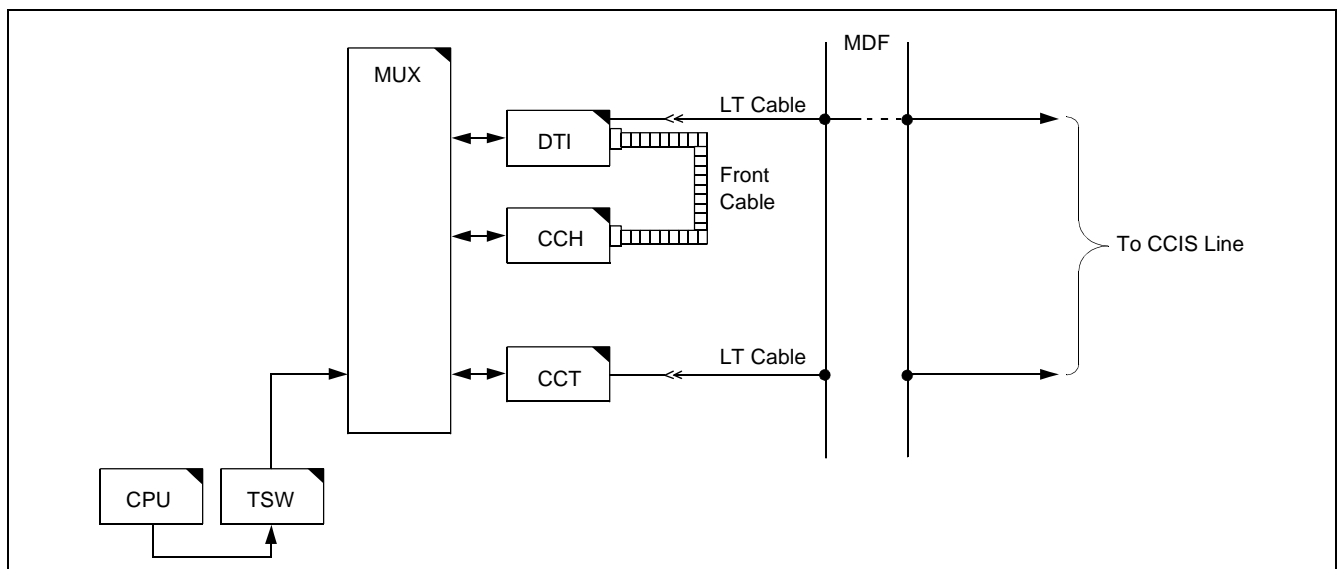 MDF
MUX
LT Cable
DTI
Front
Cable
CCH
To CCIS Line
LT Cable
CCT
CPU
TSW